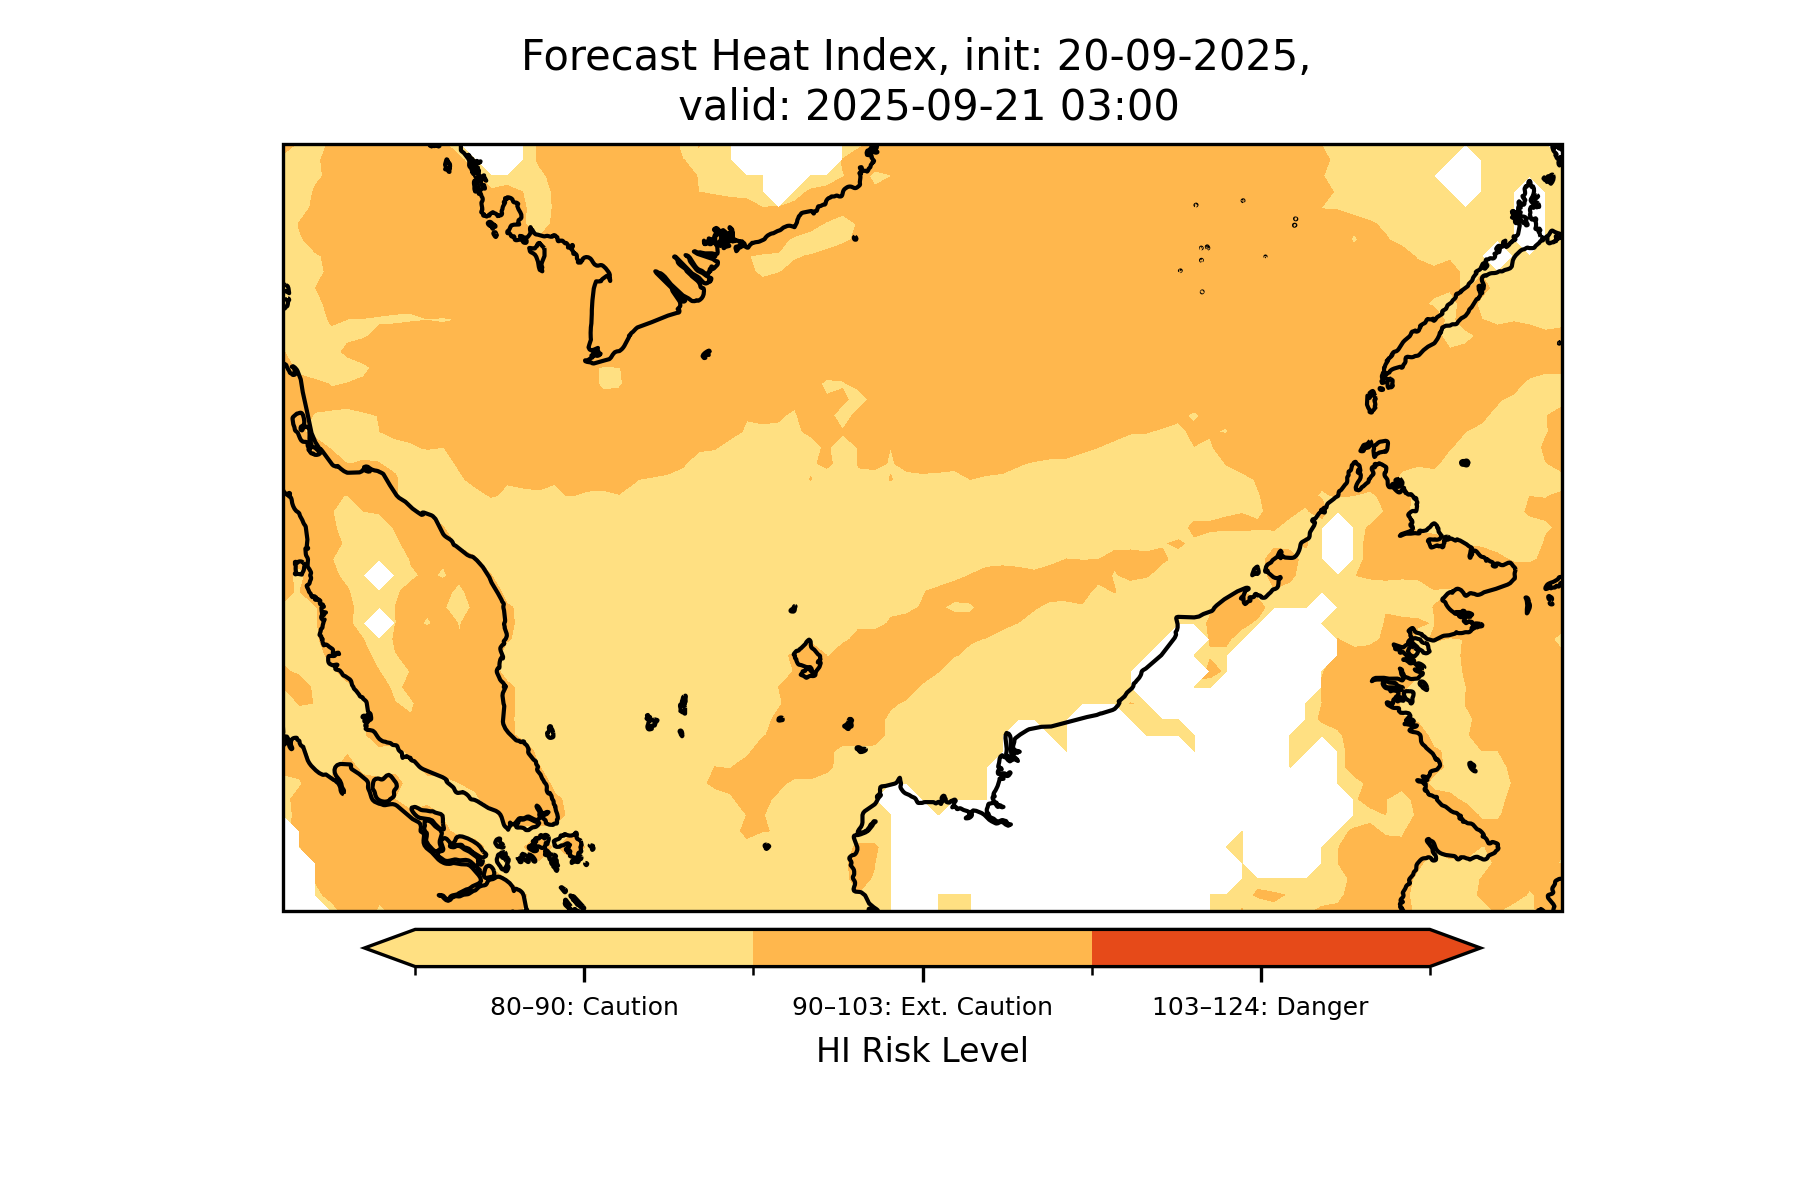 Forecast Heat Index, init: 20-09-2025,
valid: 2025-09-21 03:00
80–90: Caution
90–103: Ext. Caution
103–124: Danger
HI Risk Level